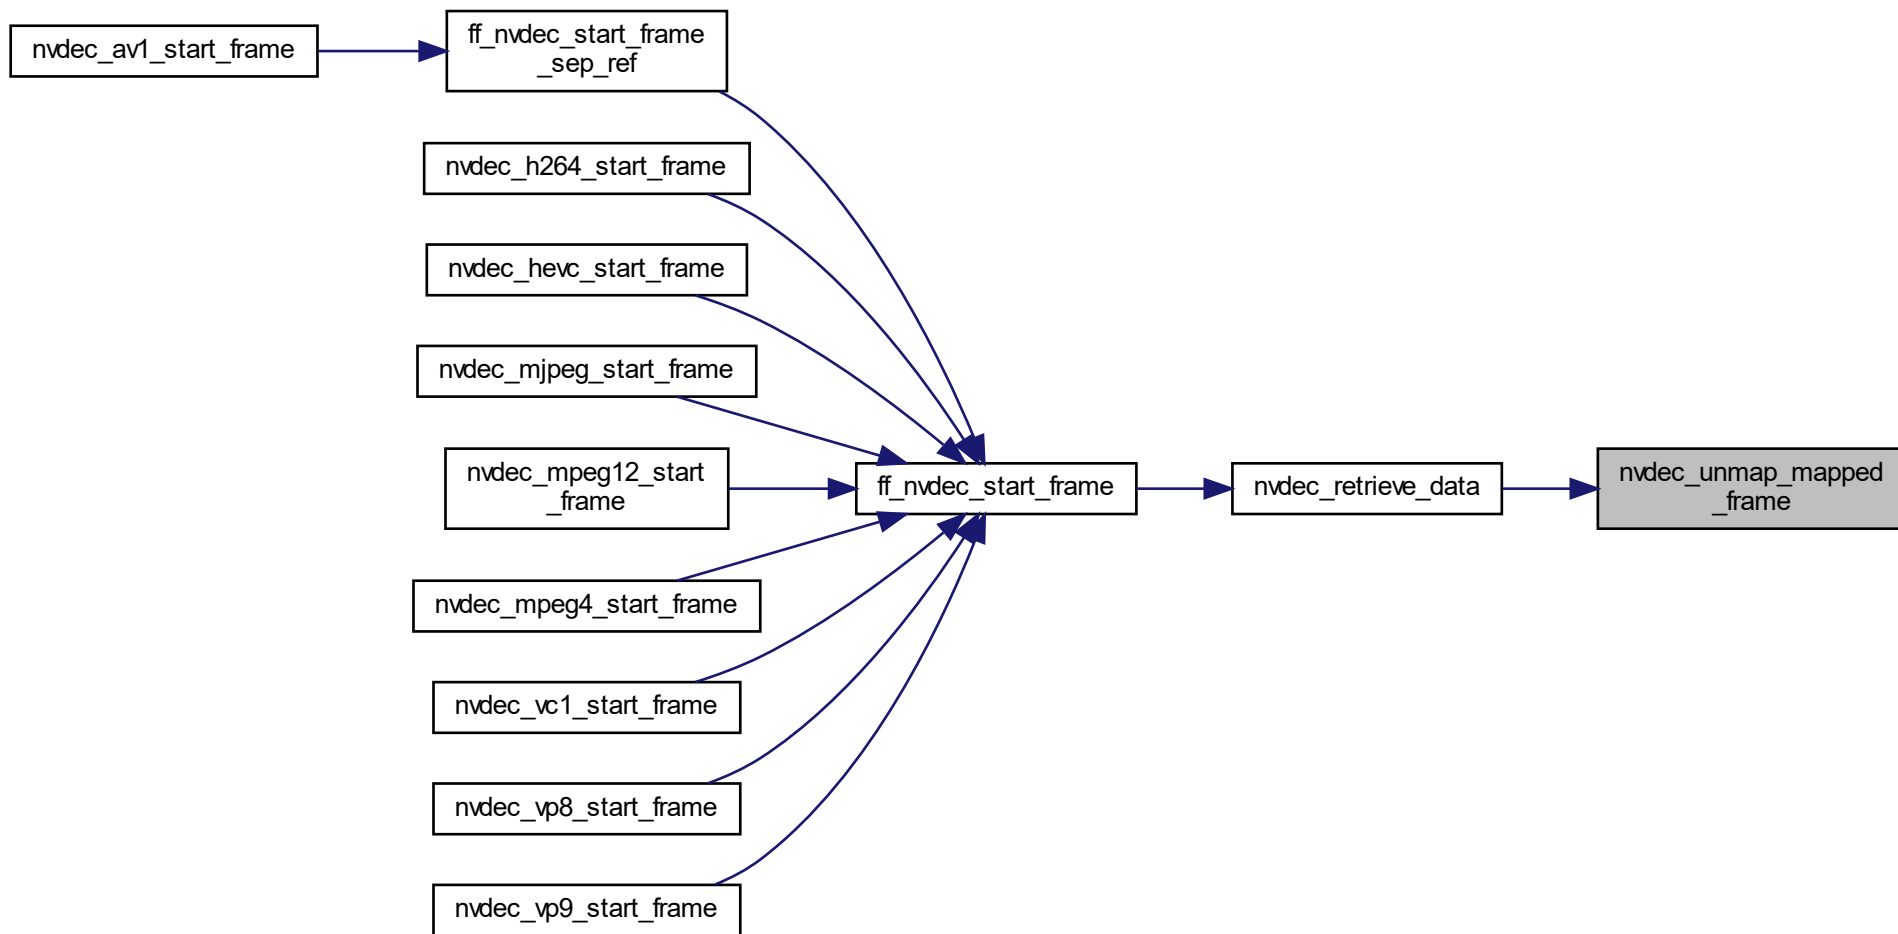 nvdec_av1_start_frame
ff_nvdec_start_frame
_sep_ref
nvdec_h264_start_frame
nvdec_hevc_start_frame
nvdec_mjpeg_start_frame
nvdec_mpeg12_start
_frame
nvdec_mpeg4_start_frame
nvdec_vc1_start_frame
nvdec_vp8_start_frame
nvdec_vp9_start_frame
ff_nvdec_start_frame
nvdec_retrieve_data
nvdec_unmap_mapped
_frame